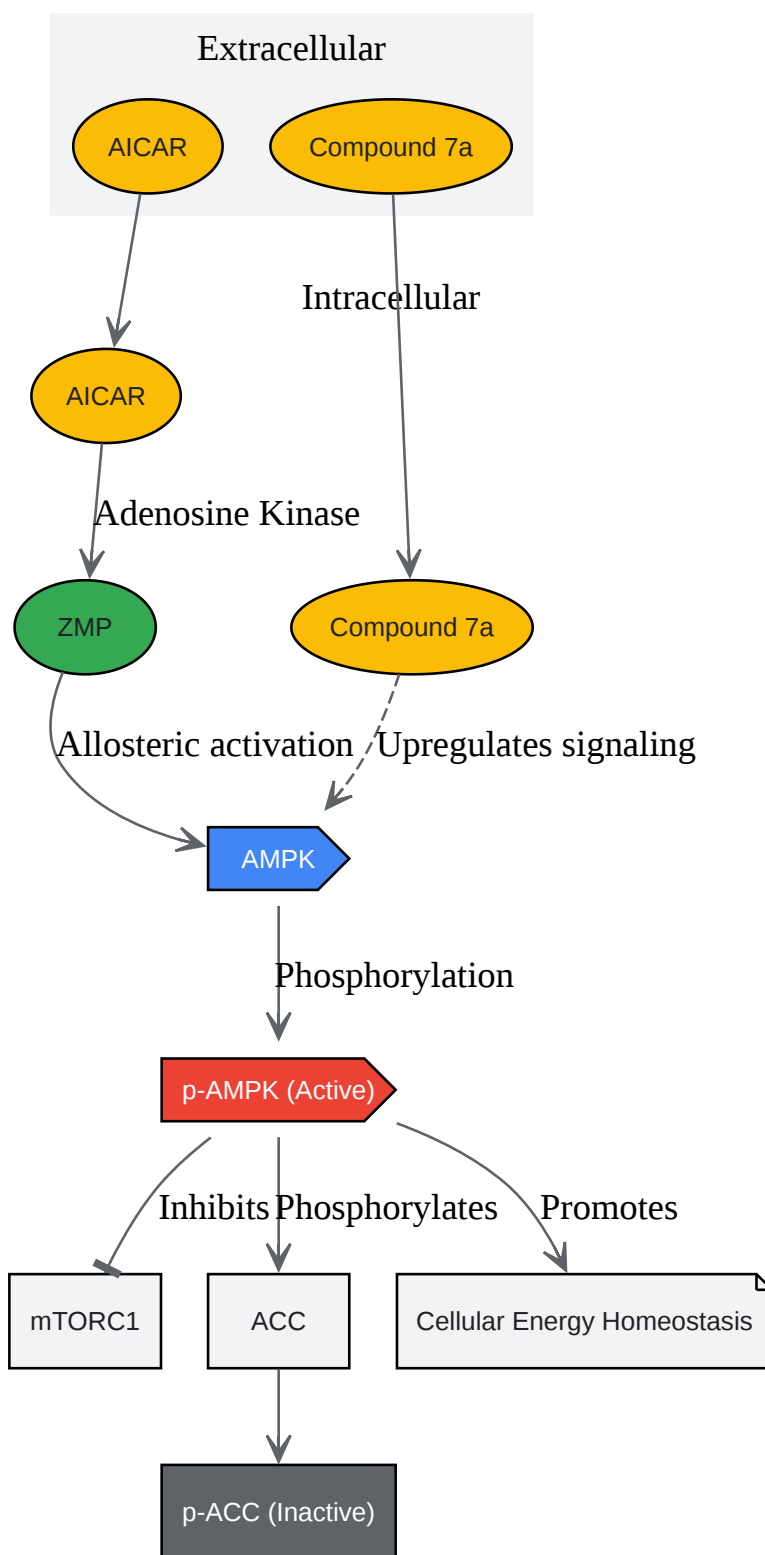 Extracellular
AICAR
Compound 7a
Intracellular
AICAR
Adenosine Kinase
ZMP
Compound 7a
Allosteric activation
Upregulates signaling
AMPK
Phosphorylation
p-AMPK (Active)
Inhibits
Phosphorylates
Promotes
mTORC1
ACC
Cellular Energy Homeostasis
p-ACC (Inactive)